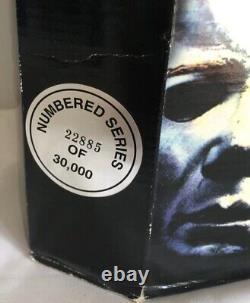 NUMBERED SERIES
22885
OF
30,000